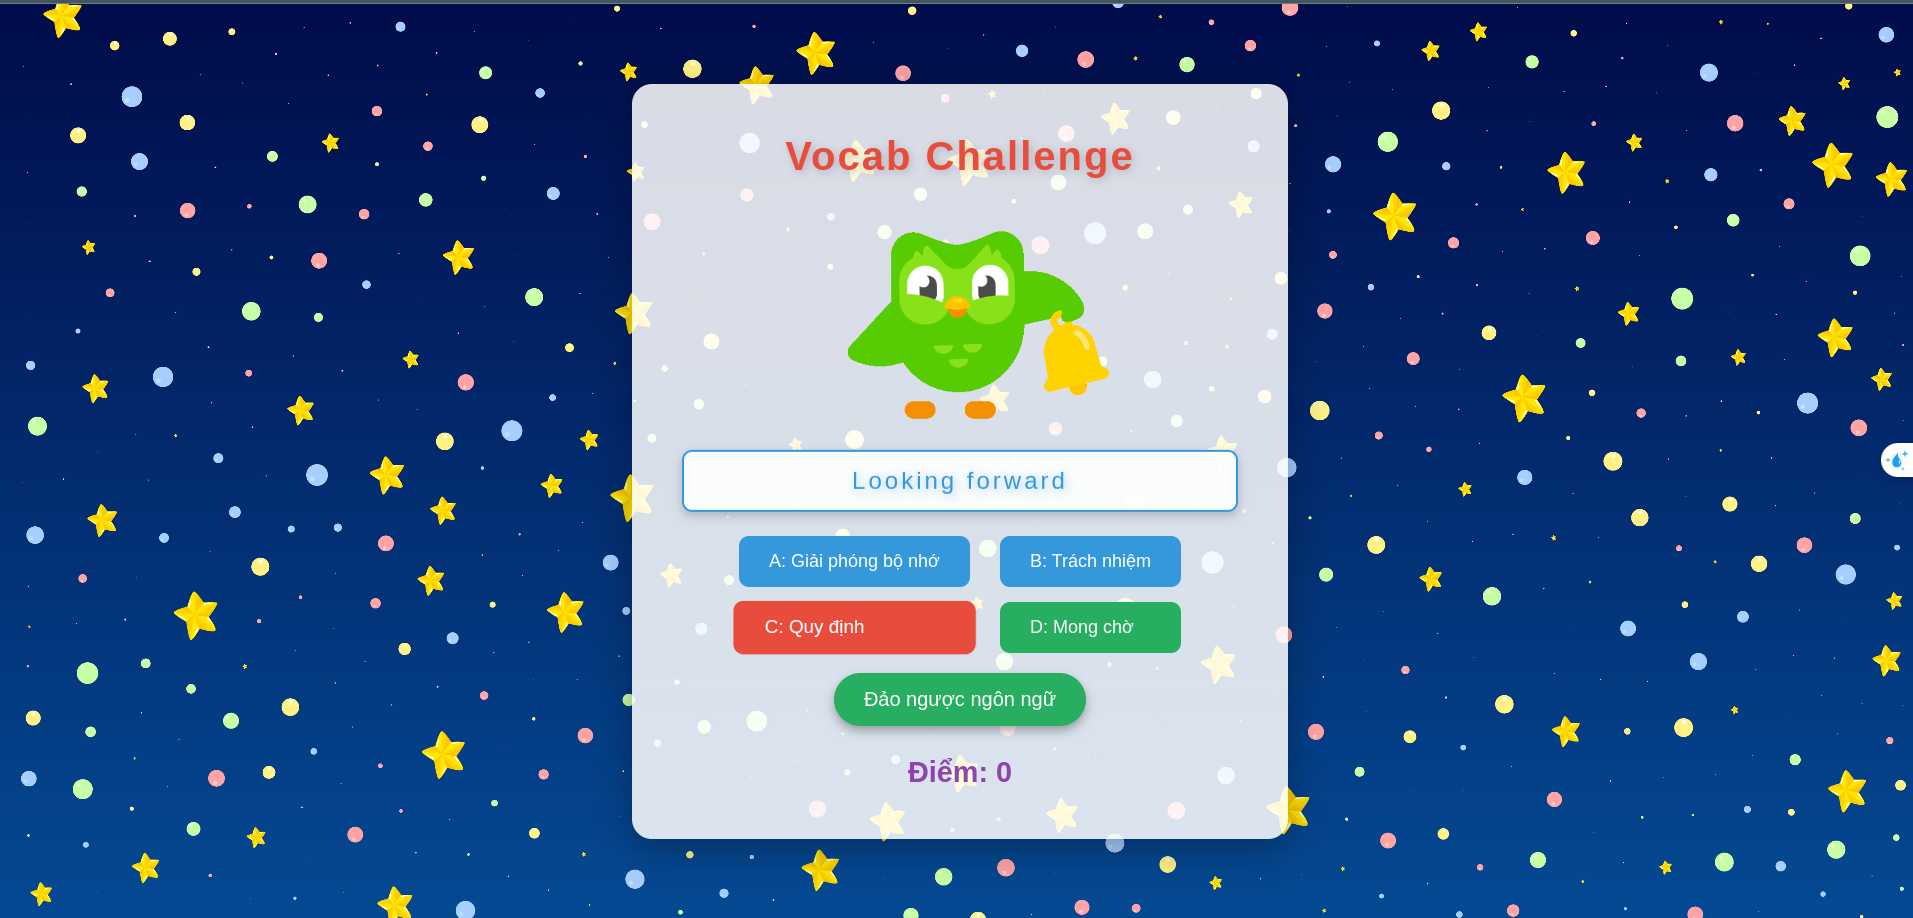 Vocab Challenge
Looking forward
A: Giải phóng bộ nhớ
B: Trách nhiệm
C: Quy định
D: Mong chờ
Đảo ngược ngôn ngữ
Điểm: 0